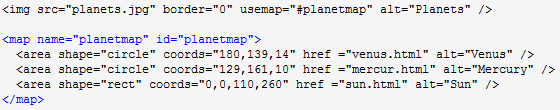 <img src="planets.jpg" border="0" usemap="#planetmap" alt="Planets" />
<map name="planetmap" id="planetmap">
<area shape="circle" coords="180,139,14" href ="venus.html" alt="Venus" />
<area shape="circle" coords="129,161,10" href ="mercur.html" alt="Mercury" />
<area shape="rect" coords="0,0,110,260" href ="sun.html" alt="Sun" />
</map>